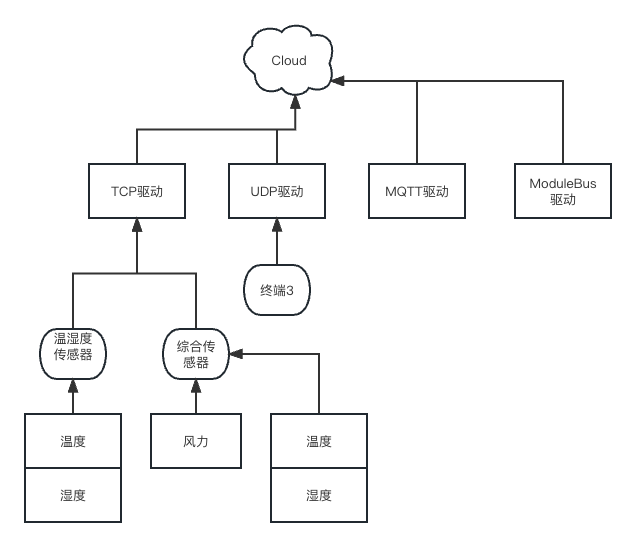 Cloud
TCP驱动
UDP驱动
MQTT驱动
ModuleBus
驱动
终端3
温湿度
传感器
综合传
感器
温度
风力
温度
湿度
湿度